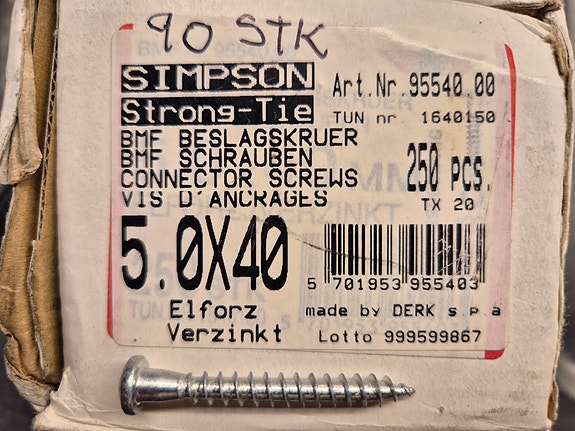 90 STK
SIMPSON
Strong-Tie
Art.Nr.95540.00
TUN nr 1640150
BMF BESLAGSKRUER
BMF SCHRAUBEN
CONNECTOR SCREWS
VIS D'ANCRAGES
250 PCS.
TX 20
5.0X40
5 701953 955403
Elforz
Verzinkt
made by DERK s.p a
Lotto 999599867